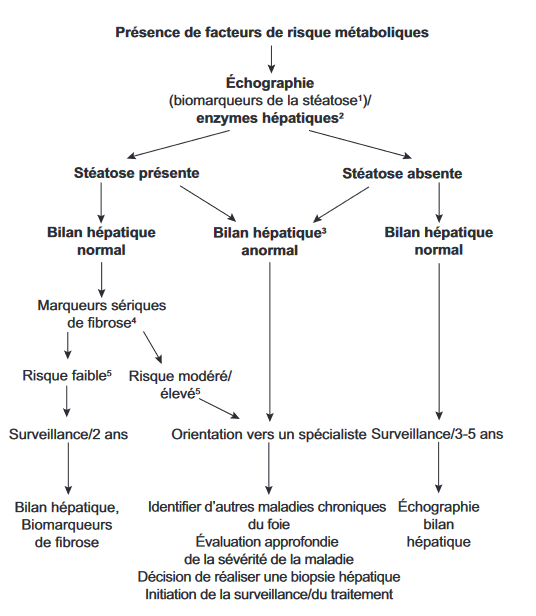 Présence de facteurs de risque métaboliques
Échographie
(biomarqueurs de la stéatose¹)/
enzymes hépatiques²
Stéatose présente
Stéatose absente
Bilan hépatique
normal
Bilan hépatique³
anormal
Bilan hépatique
normal
Marqueurs sériques
de fibrose⁴
Risque faible⁵
Risque modéré/
élevé⁵
Surveillance/2 ans
Orientation vers un spécialiste
Surveillance/3-5 ans
Bilan hépatique,
Biomarqueurs
de fibrose
Identifier d'autres maladies chroniques
du foie
Évaluation approfondie
de la sévérité de la maladie
Décision de réaliser une biopsie hépatique
Initiation de la surveillance/du traitement
Échographie
bilan
hépatique